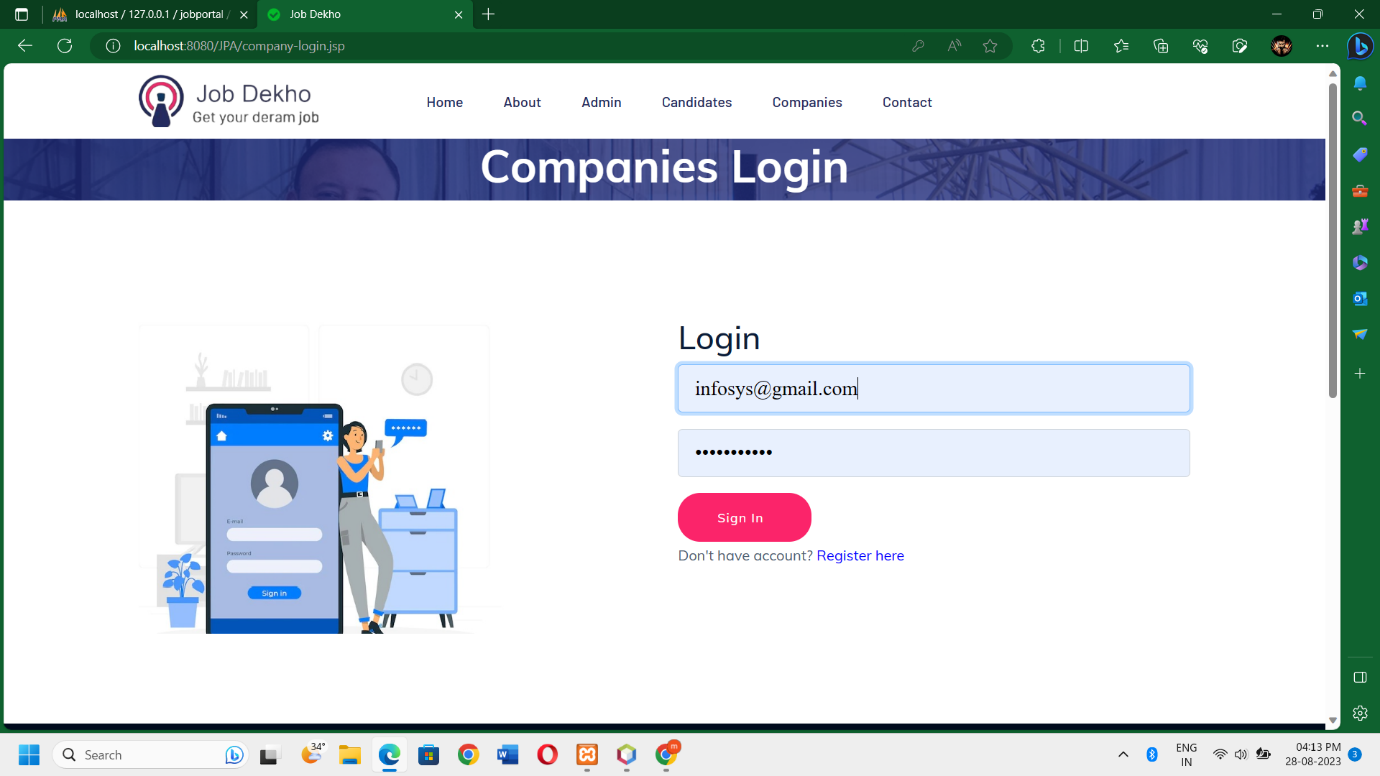 localhost / 127.0.0.1 / jobportal /
Job Dekho
localhost:8080/JPA/company-login.jsp
Job Dekho
Get your deram job
Home About Admin Candidates Companies Contact
Companies Login
Login
infosys@gmail.com
•••••••••••
Sign In
Don't have account? Register here
E-mail
Password
Sign in
Search
34°
ENG
IN
04:13 PM
28-08-2023
3